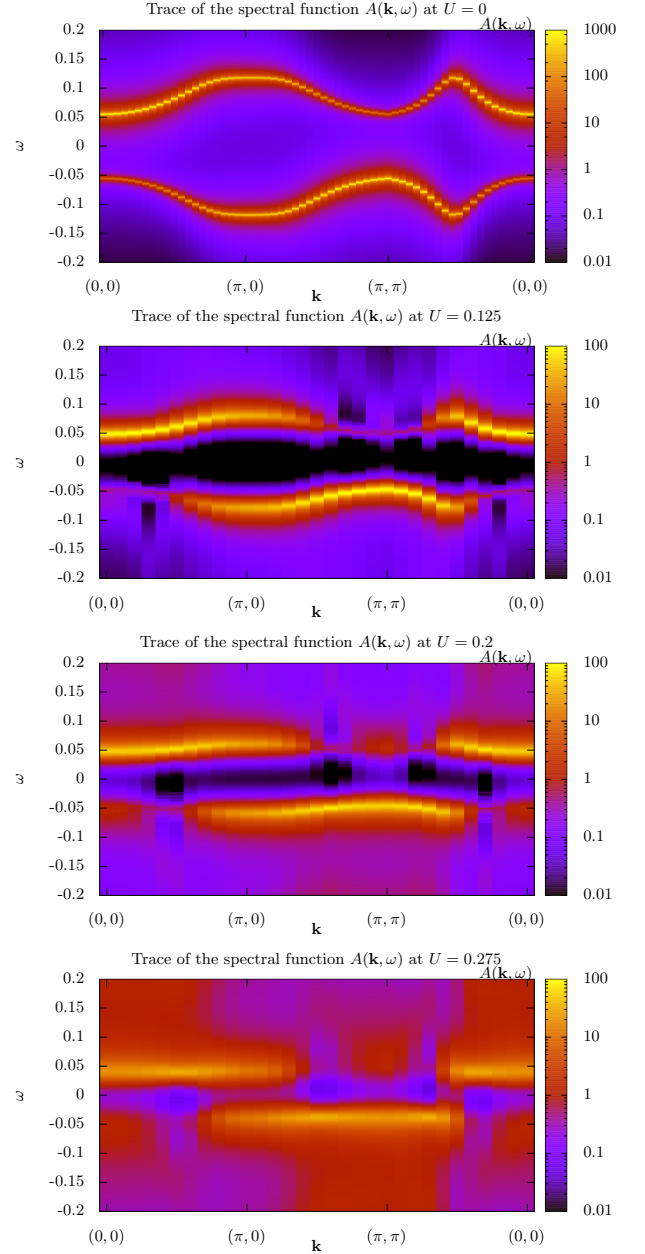 Trace of the spectral function A(k, ω) at U = 0
A(k, ω)
0.2
0.15
0.1
0.05
0
-0.05
-0.1
-0.15
-0.2
ω
1000
100
10
1
0.1
0.01
(0, 0) (π, 0) (π, π) (0, 0)
k
Trace of the spectral function A(k, ω) at U = 0.125
A(k, ω)
0.2
0.15
0.1
0.05
0
-0.05
-0.1
-0.15
-0.2
ω
100
10
1
0.1
0.01
(0, 0) (π, 0) (π, π) (0, 0)
k
Trace of the spectral function A(k, ω) at U = 0.2
A(k, ω)
0.2
0.15
0.1
0.05
0
-0.05
-0.1
-0.15
-0.2
ω
100
10
1
0.1
0.01
(0, 0) (π, 0) (π, π) (0, 0)
k
Trace of the spectral function A(k, ω) at U = 0.275
A(k, ω)
0.2
0.15
0.1
0.05
0
-0.05
-0.1
-0.15
-0.2
ω
100
10
1
0.1
0.01
(0, 0) (π, 0) (π, π) (0, 0)
k